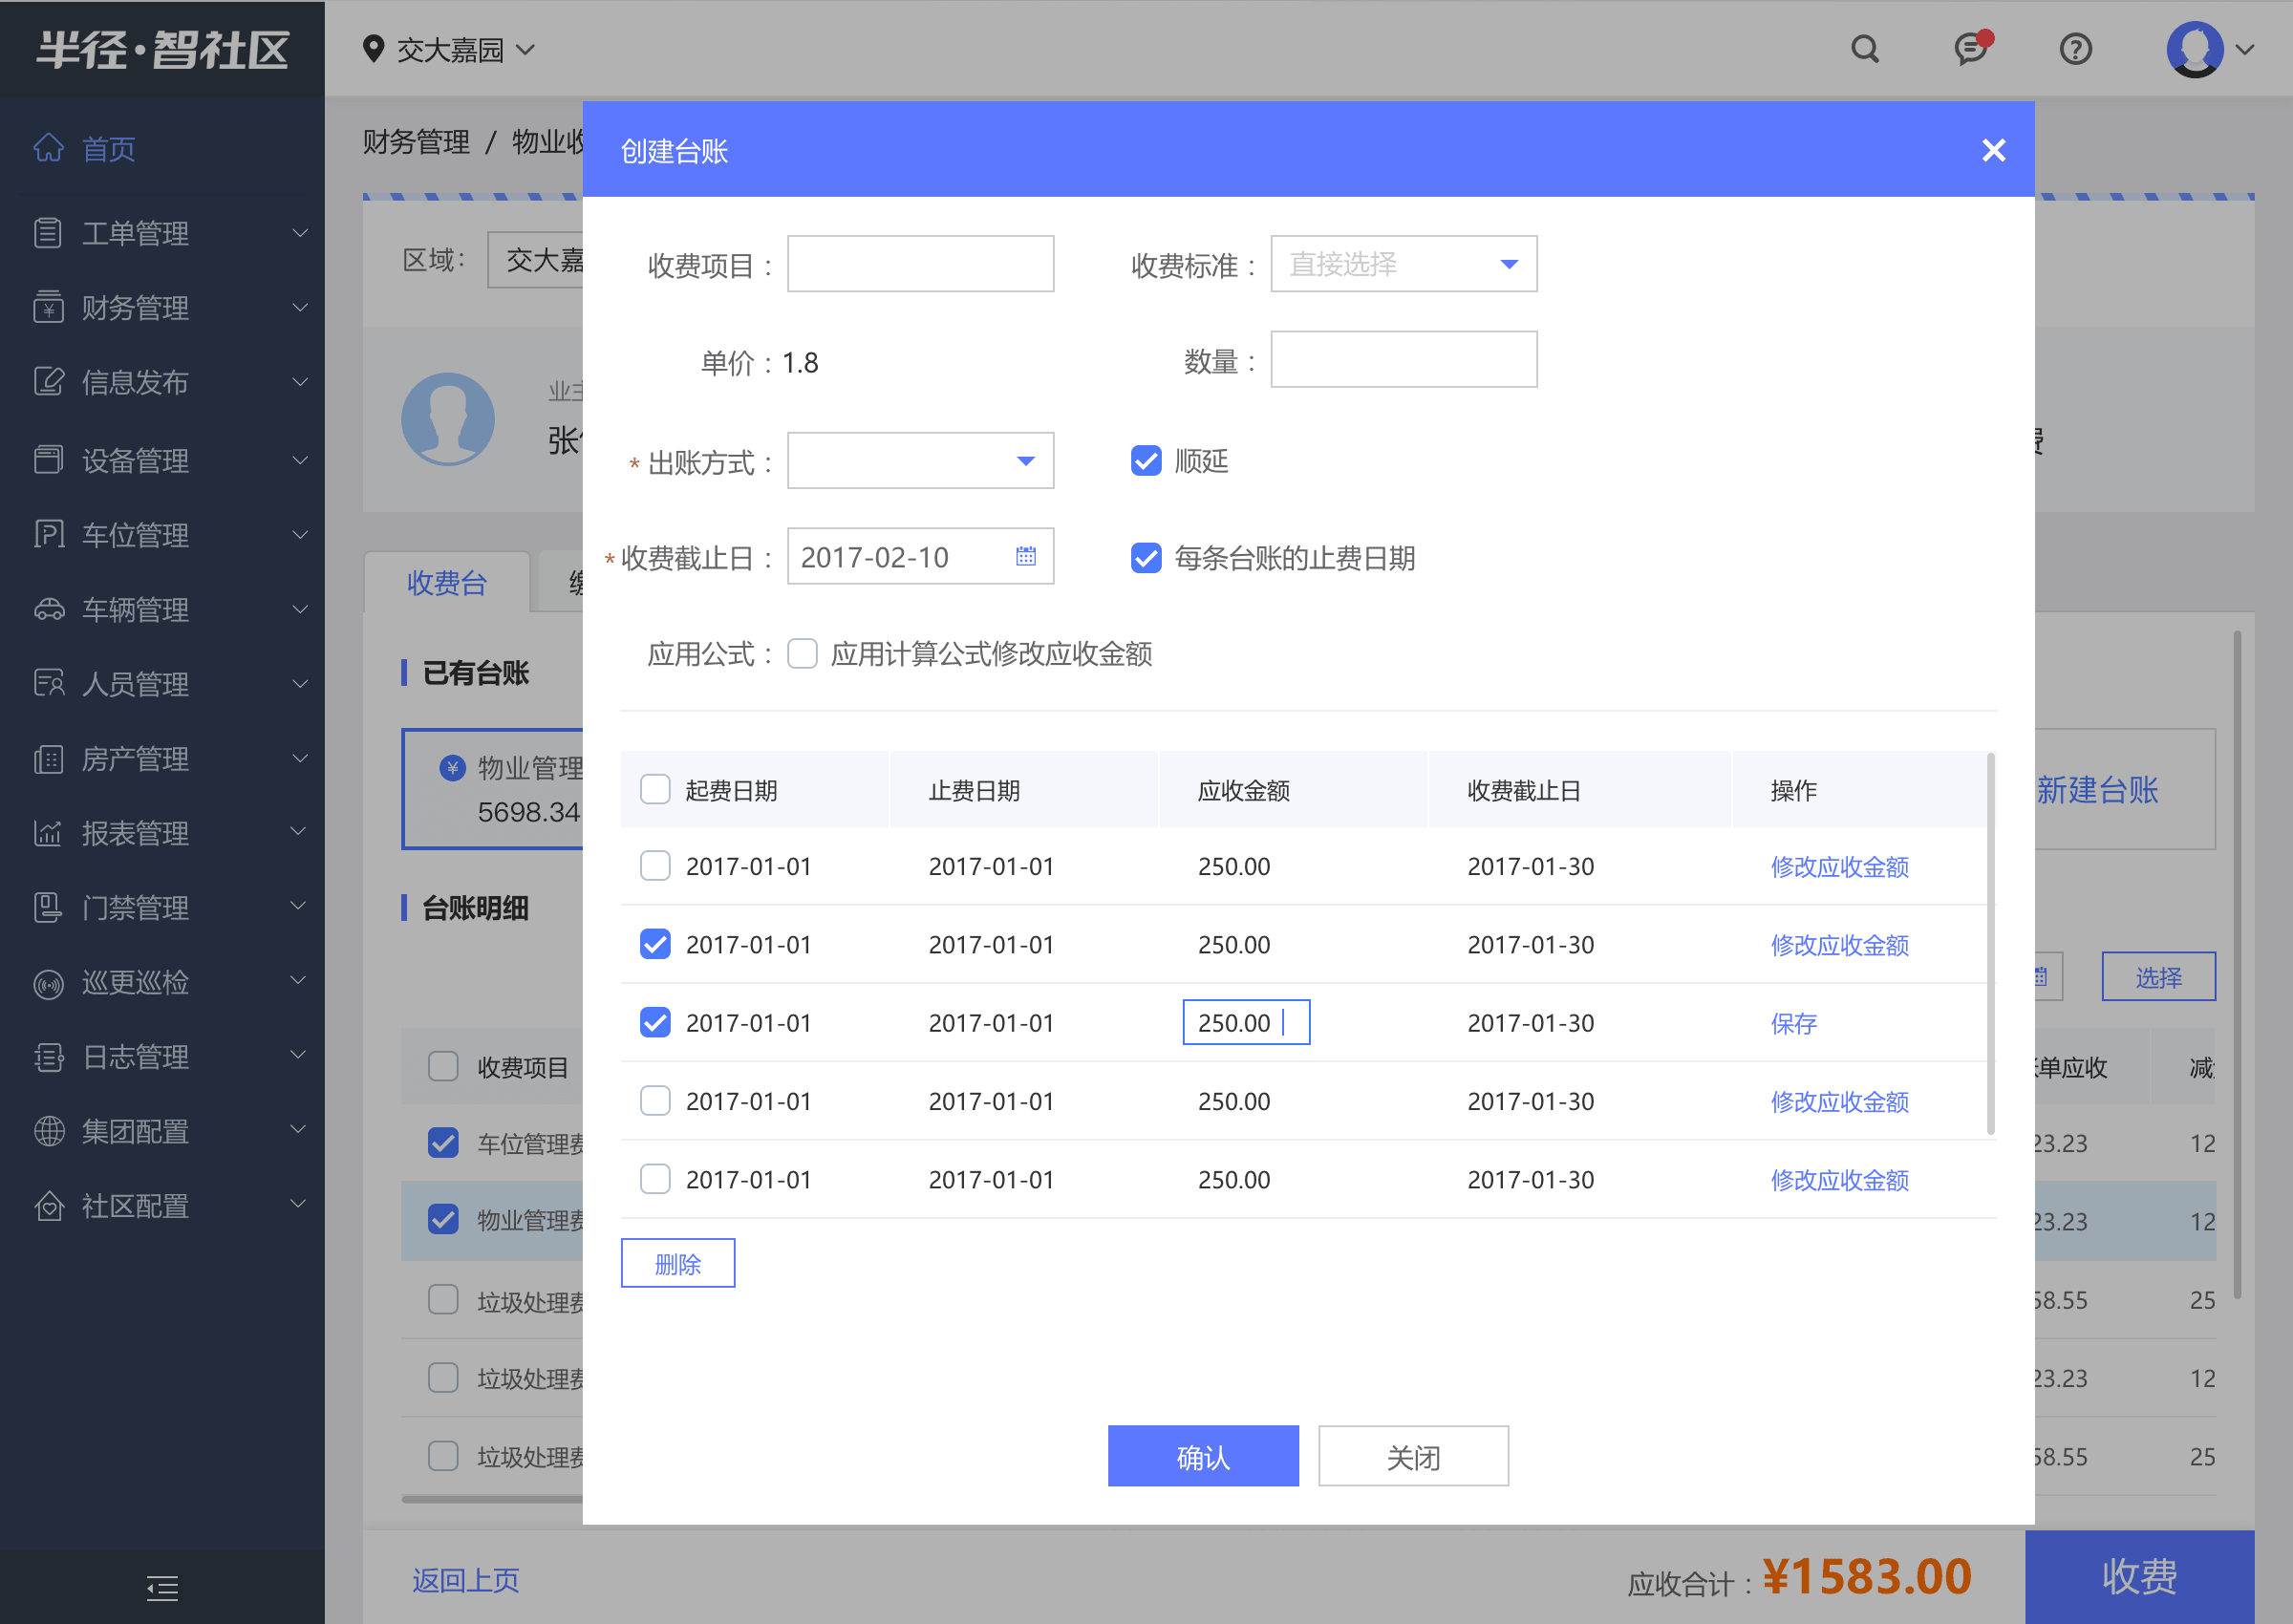 半径·智社区
交大嘉园
首页
工单管理
财务管理
信息发布
设备管理
车位管理
车辆管理
人员管理
房产管理
报表管理
门禁管理
巡更巡检
日志管理
集团配置
社区配置
财务管理 / 物业收
区域：
交大嘉
业主
收费台
已有台账
¥ 物业管理
5698.34
新建台账
台账明细
选择
收费项目
单应收
车位管理费
23.23 12
物业管理费
23.23 12
垃圾处理费
58.55 25
垃圾处理费
23.23 12
垃圾处理费
58.55 25
返回上页
应收合计：¥1583.00
收费
创建台账
收费项目：
收费标准： 直接选择
单价：1.8
数量：
* 出账方式：
顺延
* 收费截止日： 2017-02-10
每条台账的止费日期
应用公式： 应用计算公式修改应收金额
起费日期 止费日期 应收金额 收费截止日 操作
2017-01-01 2017-01-01 250.00 2017-01-30 修改应收金额
2017-01-01 2017-01-01 250.00 2017-01-30 修改应收金额
2017-01-01 2017-01-01 250.00 2017-01-30 保存
2017-01-01 2017-01-01 250.00 2017-01-30 修改应收金额
2017-01-01 2017-01-01 250.00 2017-01-30 修改应收金额
删除
确认
关闭